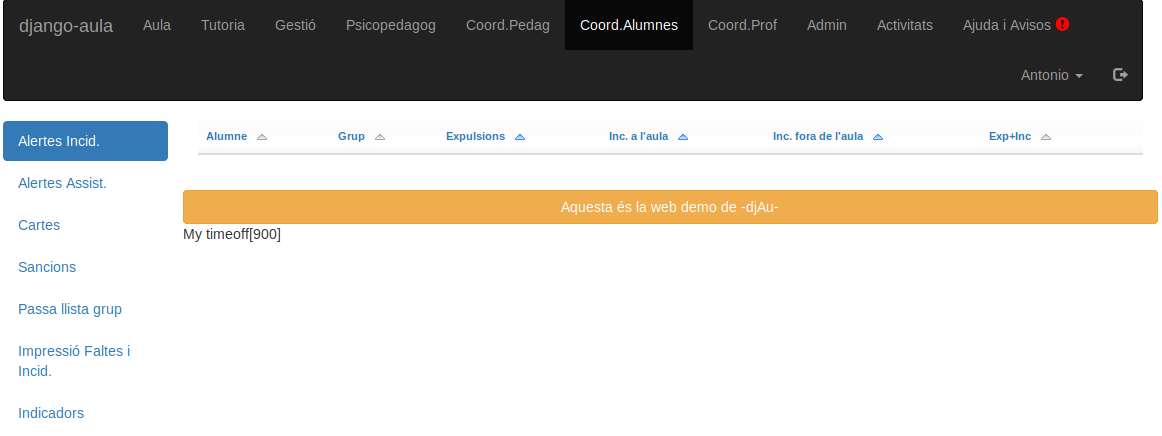 django-aula Aula Tutoria Gestió Psicopedagog Coord.Pedag Coord.Alumnes Coord.Prof Admin Activitats Ajuda i Avisos
Antonio
Alertes Incid.
Alertes Assist.
Cartes
Sancions
Passa llista grup
Impressió Faltes i
Incid.
Indicadors
Alumne Grup Expulsions Inc. a l'aula Inc. fora de l'aula Exp+Inc
Aquesta és la web demo de -djAu-
My timeoff[900]